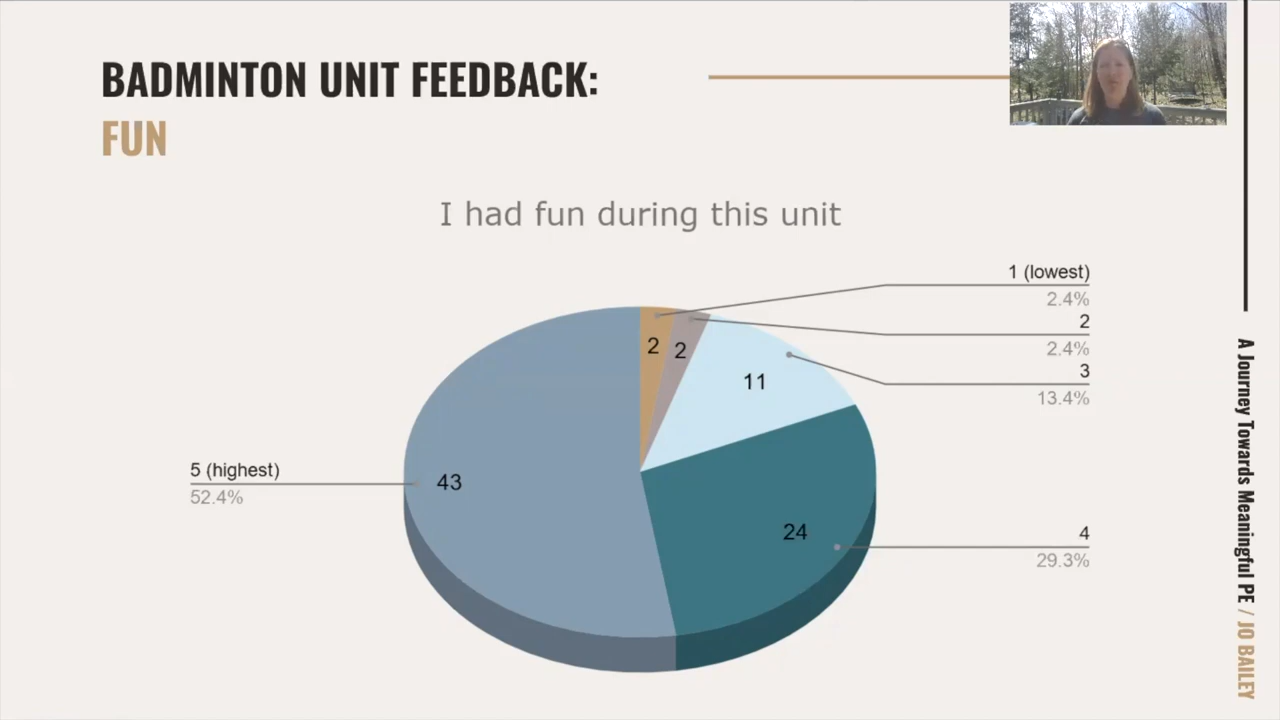 BADMINTON UNIT FEEDBACK:
FUN
I had fun during this unit
1 (lowest)
2.4%
2
2.4%
3
13.4%
2
2
11
5 (highest)
52.4%
43
24
4
29.3%
A Journey Towards Meaningful PE / JO BAILEY